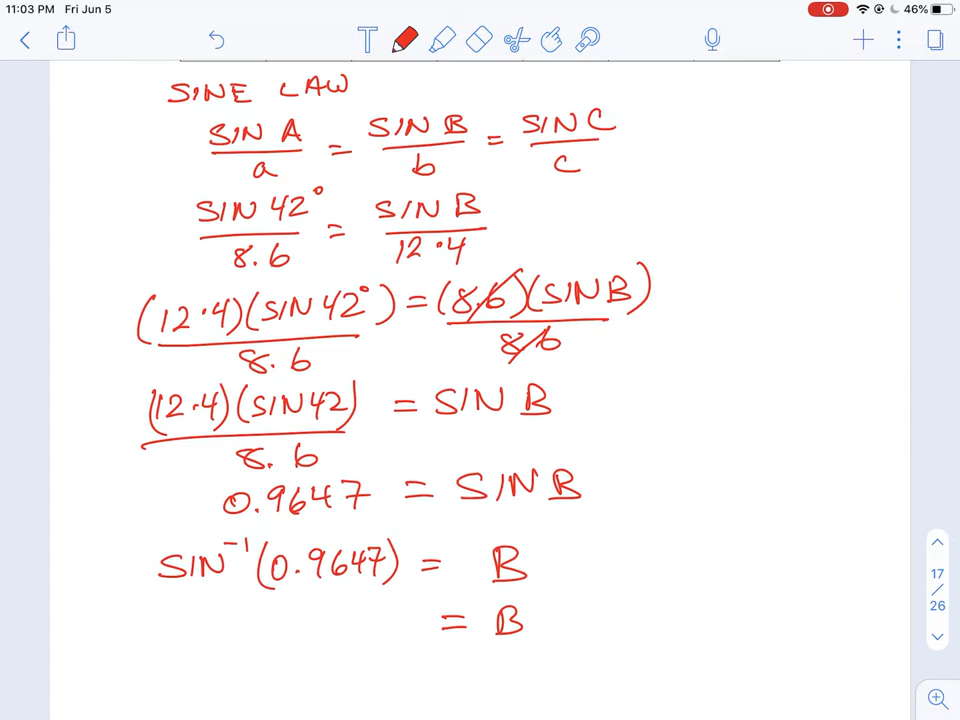 11:03 PM Fri Jun 5 46%
T
SINE LAW
SIN A / a = SIN B / b = SIN C / c
SIN 42° / 8.6 = SIN B / 12.4
(12.4)(SIN 42°) / 8.6 = (8.6)(SIN B) / 8.6
(12.4)(SIN 42) / 8.6 = SIN B
0.9647 = SIN B
SIN⁻¹(0.9647) = B
= B
17
/
26